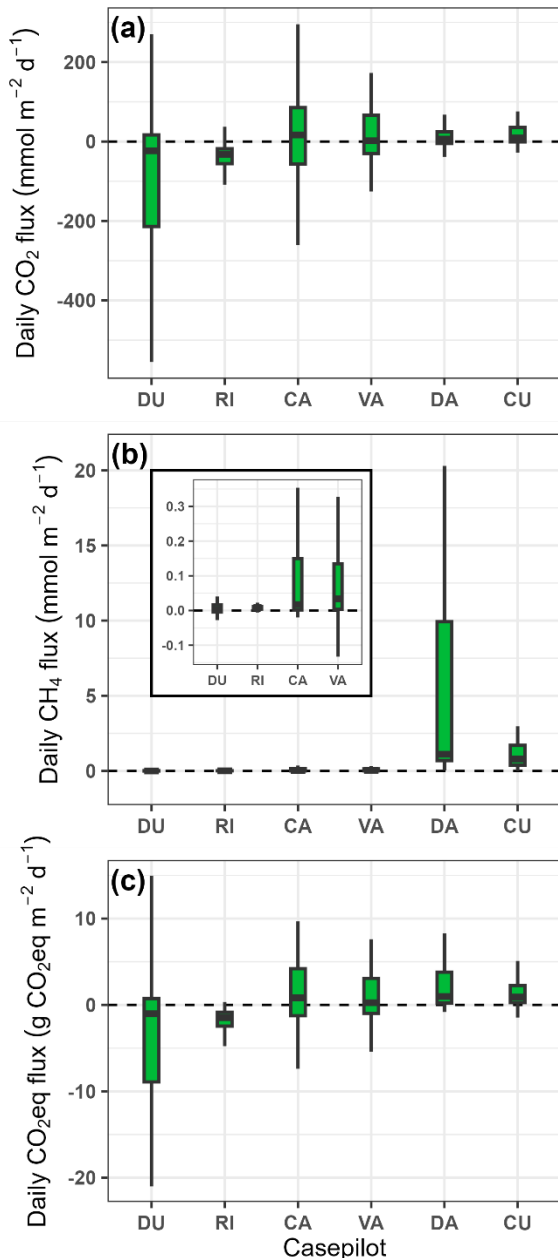 (a)
Daily CO₂ flux (mmol m⁻² d⁻¹)
200
0
-200
-400
DU RI CA VA DA CU
(b)
Daily CH₄ flux (mmol m⁻² d⁻¹)
20
15
10
5
0
0.3
0.2
0.1
0.0
-0.1
DU RI CA VA
DU RI CA VA DA CU
(c)
Daily CO₂eq flux (g CO₂eq m⁻² d⁻¹)
10
0
-10
-20
DU RI CA VA DA CU
Casepilot